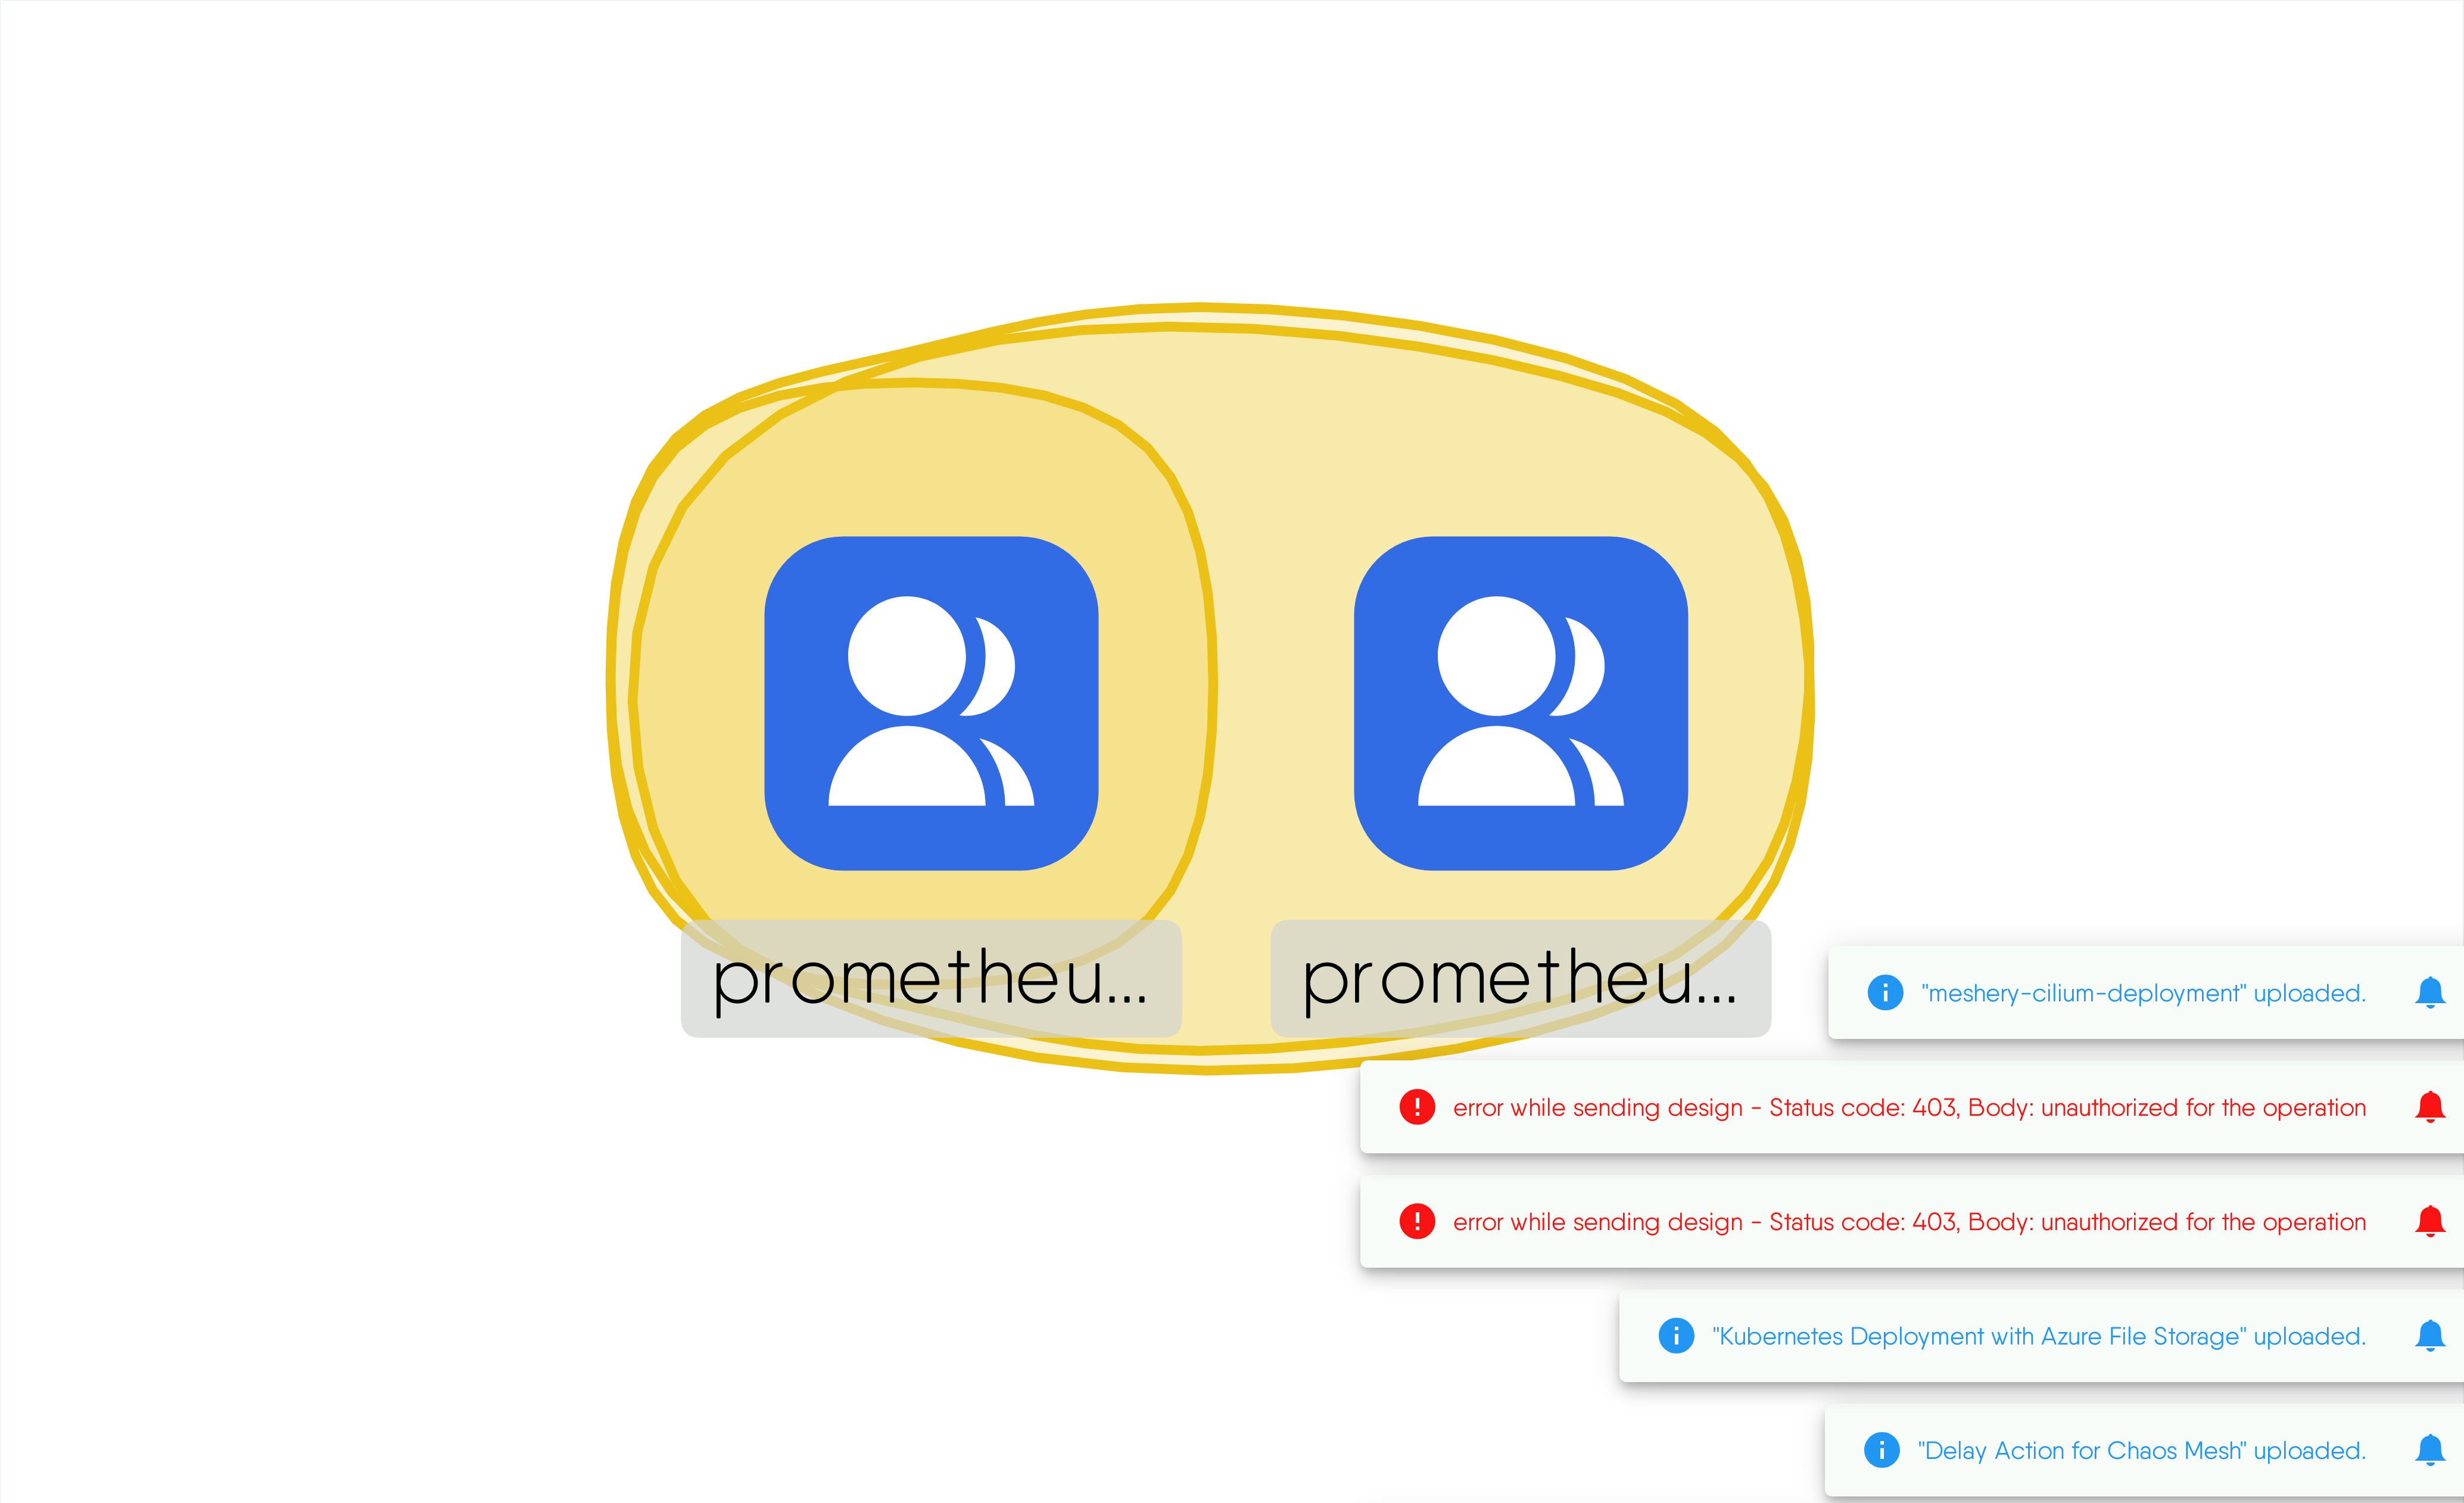 prometheu...
prometheu...
"meshery-cilium-deployment" uploaded.
error while sending design - Status code: 403, Body: unauthorized for the operation
error while sending design - Status code: 403, Body: unauthorized for the operation
"Kubernetes Deployment with Azure File Storage" uploaded.
"Delay Action for Chaos Mesh" uploaded.